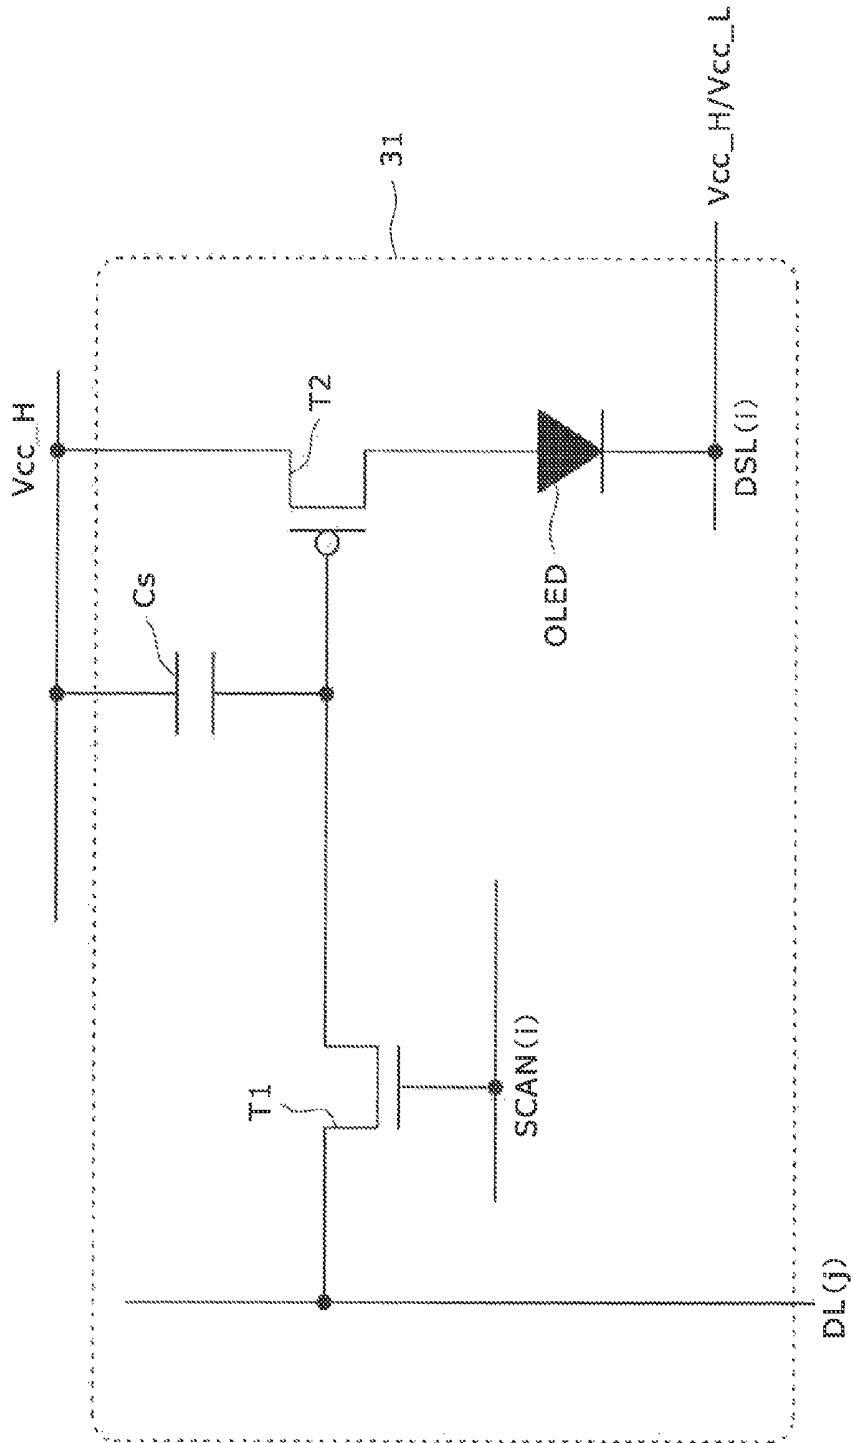 31
Vcc_H
T2
Cs
Vcc_H/Vcc_L
DSL(i)
OLED
T1
SCAN(i)
DL(j)